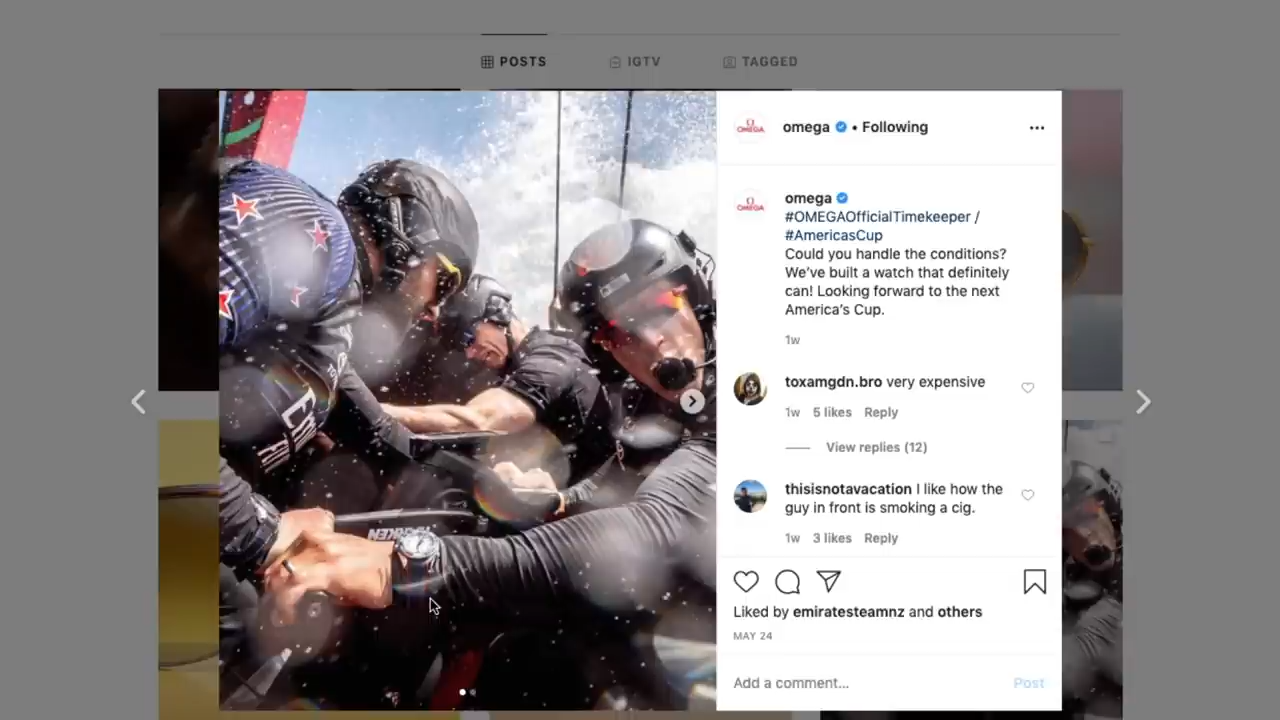 POSTS
IGTV
TAGGED
OMEGA
omega • Following
OMEGA
omega
#OMEGAOfficialTimekeeper /
#AmericasCup
Could you handle the conditions?
We've built a watch that definitely
can! Looking forward to the next
America's Cup.
1w
toxamgdn.bro very expensive
1w 5 likes Reply
View replies (12)
thisisnotavacation I like how the
guy in front is smoking a cig.
1w 3 likes Reply
Liked by emiratesteamnz and others
MAY 24
Add a comment... Post